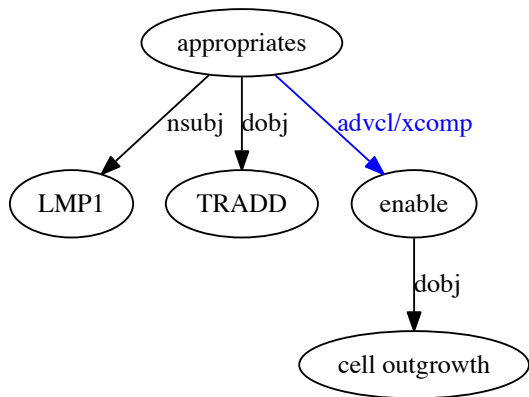 appropriates
nsubj
dobj
advcl/xcomp
LMP1
TRADD
enable
dobj
cell outgrowth